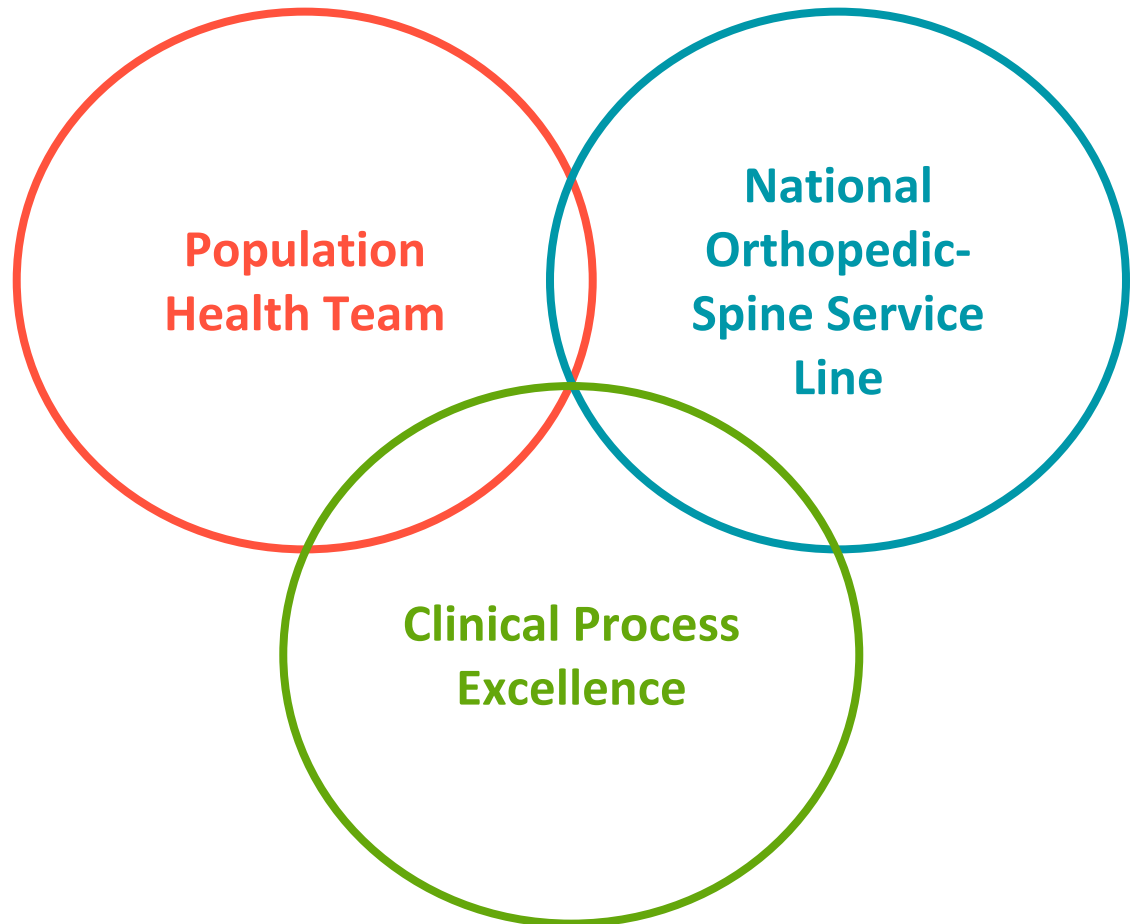 Population
Health Team
National
Orthopedic-
Spine Service
Line
Clinical Process
Excellence